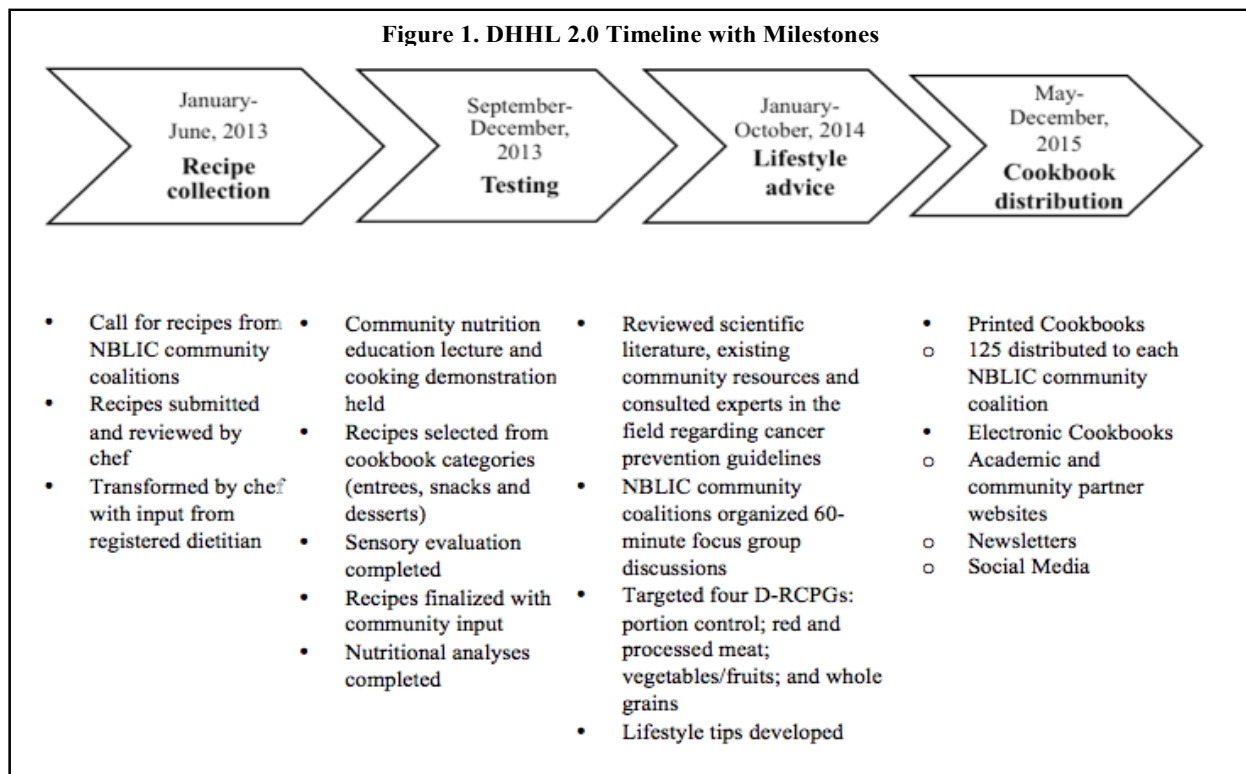 Figure 1. DHHL 2.0 Timeline with Milestones
January-
June, 2013
Recipe
collection
September-
December,
2013
Testing
January-
October, 2014
Lifestyle
advice
May-
December,
2015
Cookbook
distribution
• Call for recipes from
NBLIC community
coalitions
• Recipes submitted
and reviewed by
chef
• Transformed by chef
with input from
registered dietitian
• Community nutrition
education lecture and
cooking demonstration
held
• Recipes selected from
cookbook categories
(entrees, snacks and
desserts)
• Sensory evaluation
completed
• Recipes finalized with
community input
• Nutritional analyses
completed
• Reviewed scientific
literature, existing
community resources and
consulted experts in the
field regarding cancer
prevention guidelines
• NBLIC community
coalitions organized 60-
minute focus group
discussions
• Targeted four D-RCPGs:
portion control; red and
processed meat;
vegetables/fruits; and whole
grains
• Lifestyle tips developed
• Printed Cookbooks
o 125 distributed to each
NBLIC community
coalition
• Electronic Cookbooks
o Academic and
community partner
websites
o Newsletters
o Social Media